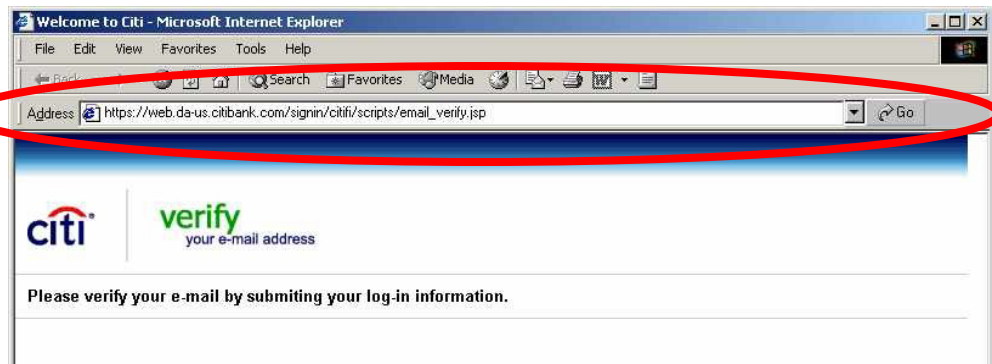 Welcome to Citi - Microsoft Internet Explorer
File Edit View Favorites Tools Help
Back Search Favorites Media
Address https://web.da-us.citibank.com/signin/citifi/scripts/email_verify.jsp Go
citi
verify
your e-mail address
Please verify your e-mail by submiting your log-in information.